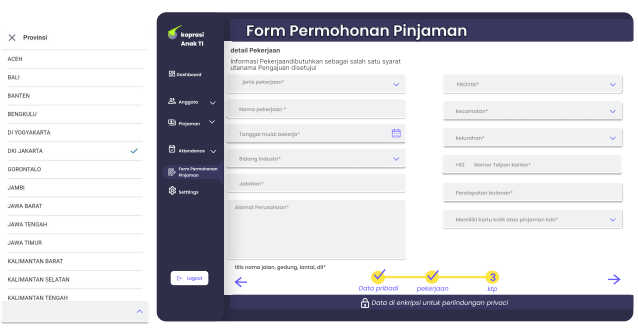 Provinsi
ACEH
BALI
BANTEN
BENGKULU
DI YOGYAKARTA
DKI JAKARTA
GORONTALO
JAMBI
JAWA BARAT
JAWA TENGAH
JAWA TIMUR
KALIMANTAN BARAT
KALIMANTAN SELATAN
KALIMANTAN TENGAH
koprasi
Anak TI
Dashboard
Anggota
Pinjaman
Attendance
Form Permohonan
Pinjaman
Settings
Logout
Form Permohonan Pinjaman
detail Pekerjaan
Informasi Pekerjaandibutuhkan sebagai salah satu syarat
utanama Pengajuan disetujui
jenis pekerjaan*
Nama pekerjaan *
Tanggal mulai bekerja*
Bidang industri*
Jabatan*
Alamat Perusahaan*
tilis nama jalan, gedung, lantai, dll*
PROVISI*
kecamatan*
kelurahan*
+62 Nomor Telpon kantor*
Pendapatan bulanan*
Memiliki kartu kridit atau pinjaman lain*
3
Data pribadi pekerjaan ktp
Data di enkripsi untuk perlindungan privaci